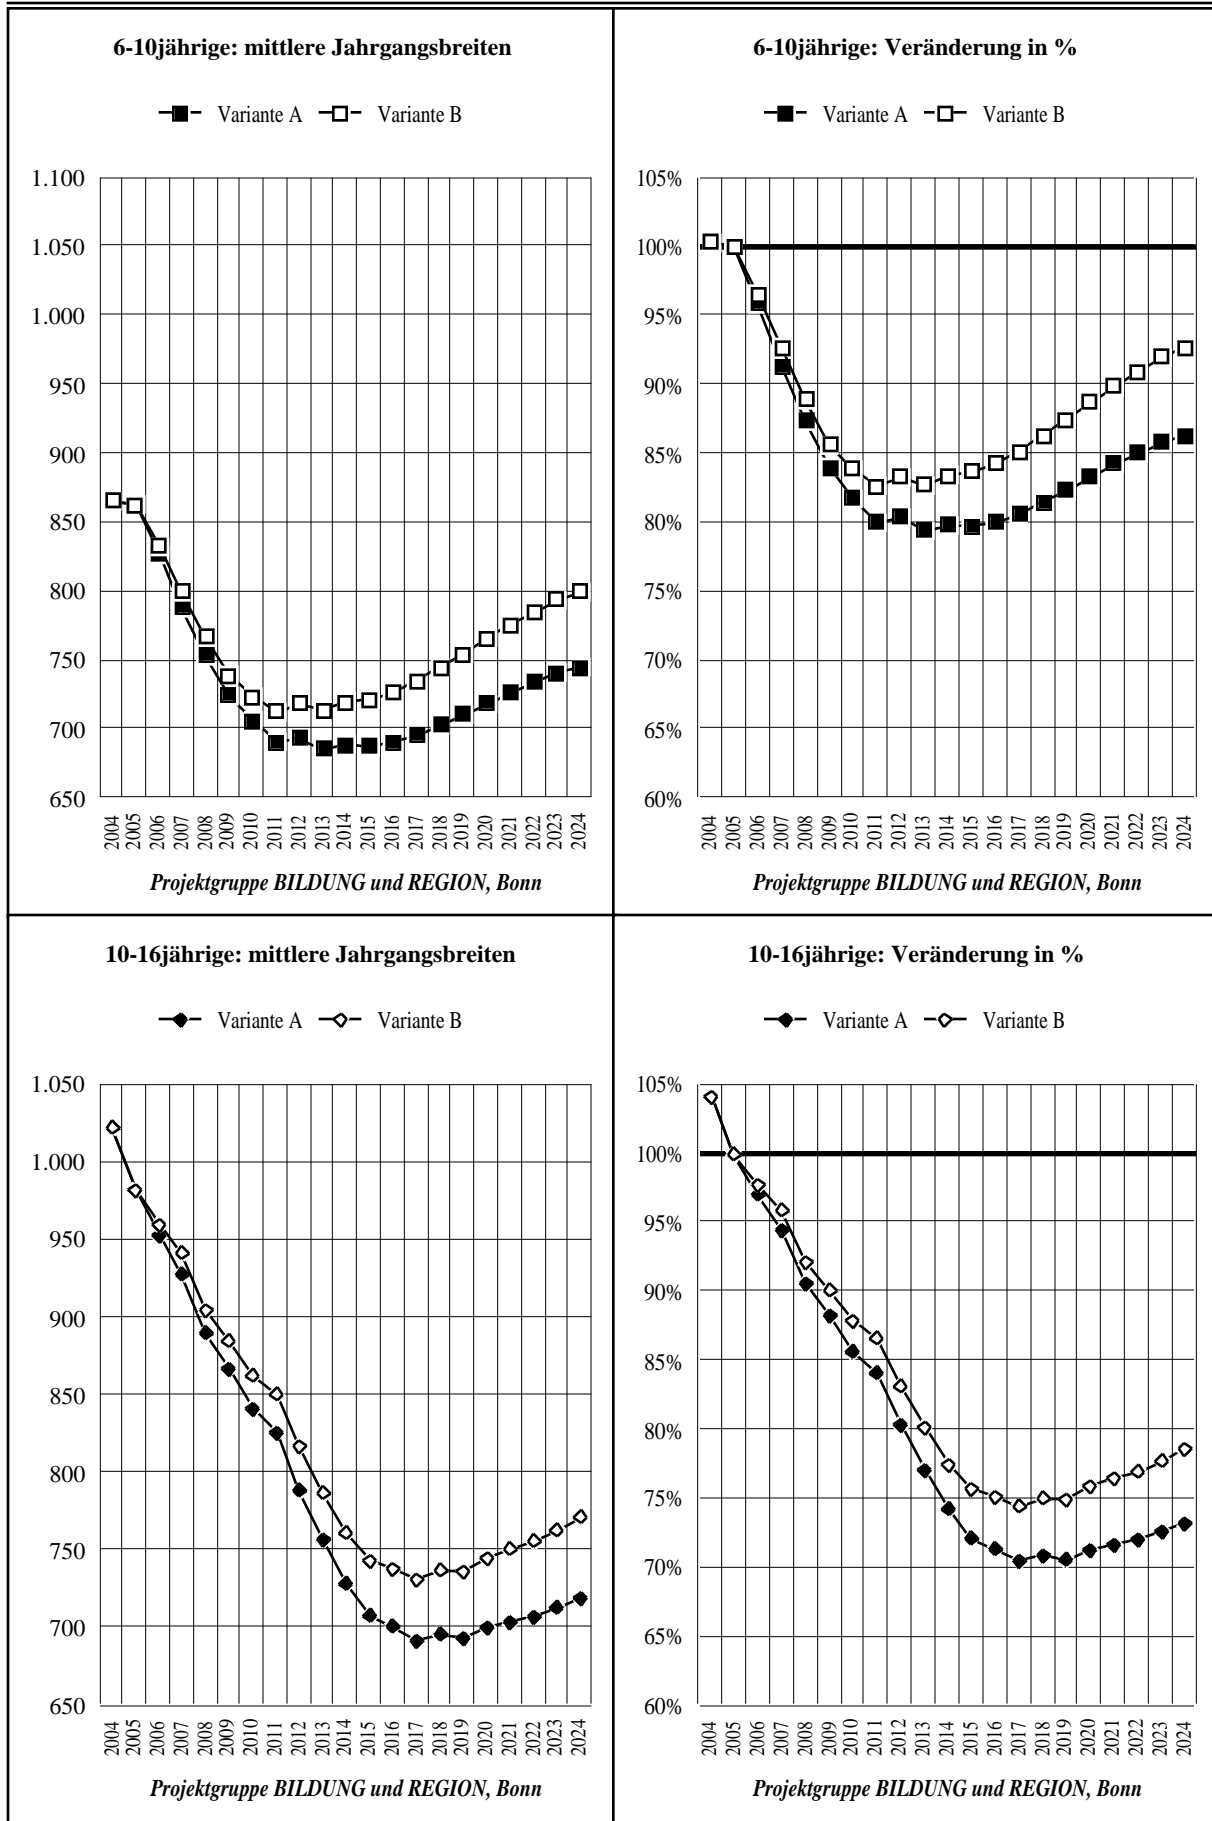 6-10jährige: mittlere Jahrgangsbreiten
Variante A Variante B
1.100
1.050
1.000
950
900
850
800
750
700
650
2004 2005 2006 2007 2008 2009 2010 2011 2012 2013 2014 2015 2016 2017 2018 2019 2020 2021 2022 2023 2024
Projektgruppe BILDUNG und REGION, Bonn
6-10jährige: Veränderung in %
Variante A Variante B
105%
100%
95%
90%
85%
80%
75%
70%
65%
60%
2004 2005 2006 2007 2008 2009 2010 2011 2012 2013 2014 2015 2016 2017 2018 2019 2020 2021 2022 2023 2024
Projektgruppe BILDUNG und REGION, Bonn
10-16jährige: mittlere Jahrgangsbreiten
Variante A Variante B
1.050
1.000
950
900
850
800
750
700
650
2004 2005 2006 2007 2008 2009 2010 2011 2012 2013 2014 2015 2016 2017 2018 2019 2020 2021 2022 2023 2024
Projektgruppe BILDUNG und REGION, Bonn
10-16jährige: Veränderung in %
Variante A Variante B
105%
100%
95%
90%
85%
80%
75%
70%
65%
60%
2004 2005 2006 2007 2008 2009 2010 2011 2012 2013 2014 2015 2016 2017 2018 2019 2020 2021 2022 2023 2024
Projektgruppe BILDUNG und REGION, Bonn